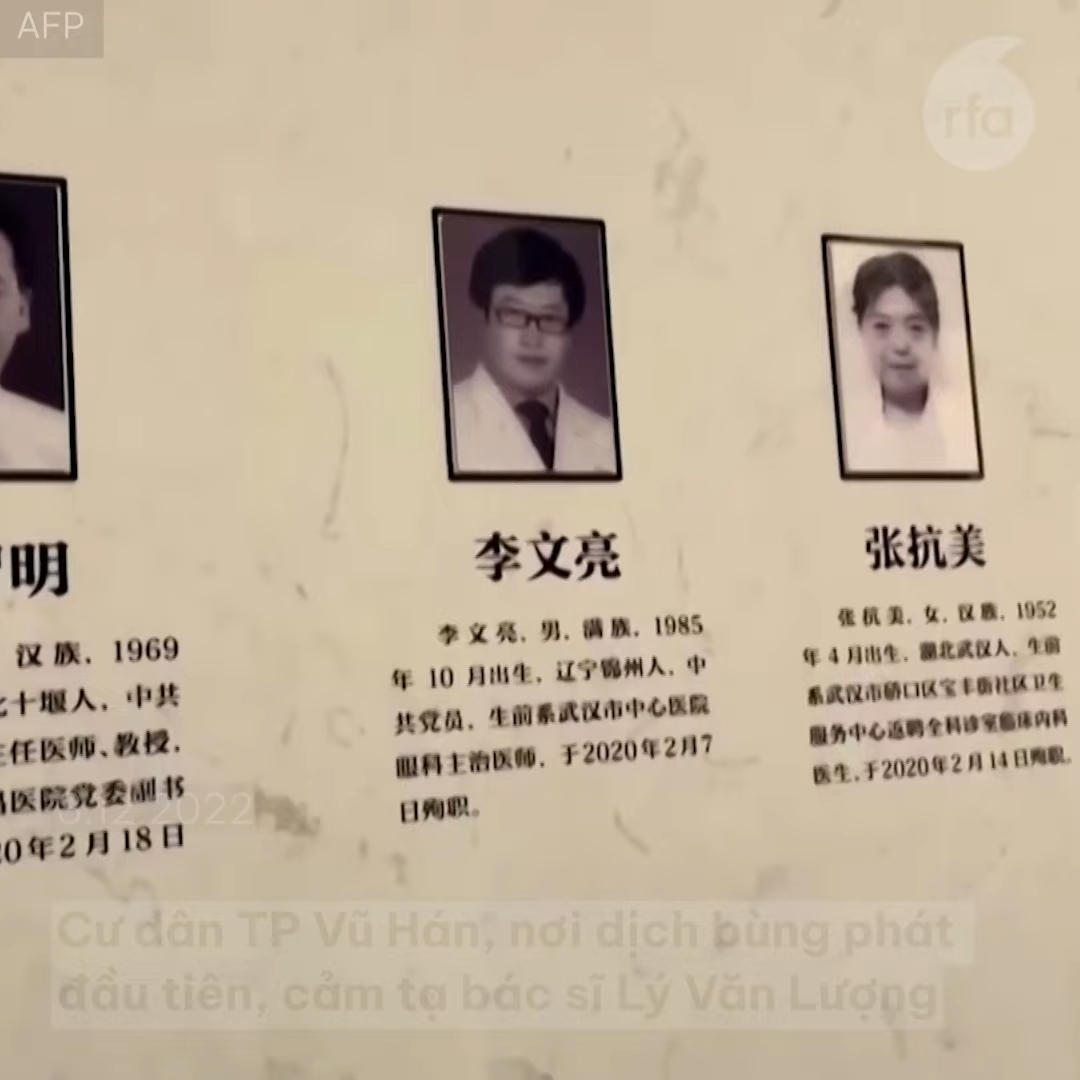 AFP
rfa
明
李文亮
张抗美
汉族，1969
十堰人，中共
主任医师、教授，
医院党委副书
20年2月18日
李文亮，男，满族，1985
年10月出生，辽宁锦州人，中
共党员，生前系武汉市中心医院
眼科主治医师，于2020年2月7
日殉职。
张抗美，女，汉族，1952
年4月出生，湖北武汉人，生前
系武汉市硚口区宝丰街社区卫生
服务中心返聘全科诊室临床内科
医生，于2020年2月14日殉职。
6.12.2022
Cư dân TP Vũ Hán, nơi dịch bùng phát
đầu tiên, cảm tạ bác sĩ Lý Văn Lượng